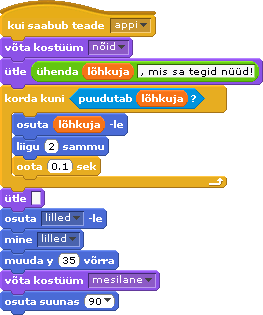 kui saabub teade appi
võta kostüüm nõid
ütle ühenda lõhkuja , mis sa tegid nüüd!
korda kuni puudutab lõhkuja ?
osuta lõhkuja -le
liigu 2 sammu
oota 0.1 sek
ütle
osuta lilled -le
mine lilled
muuda y 35 võrra
võta kostüüm mesilane
osuta suunas 90